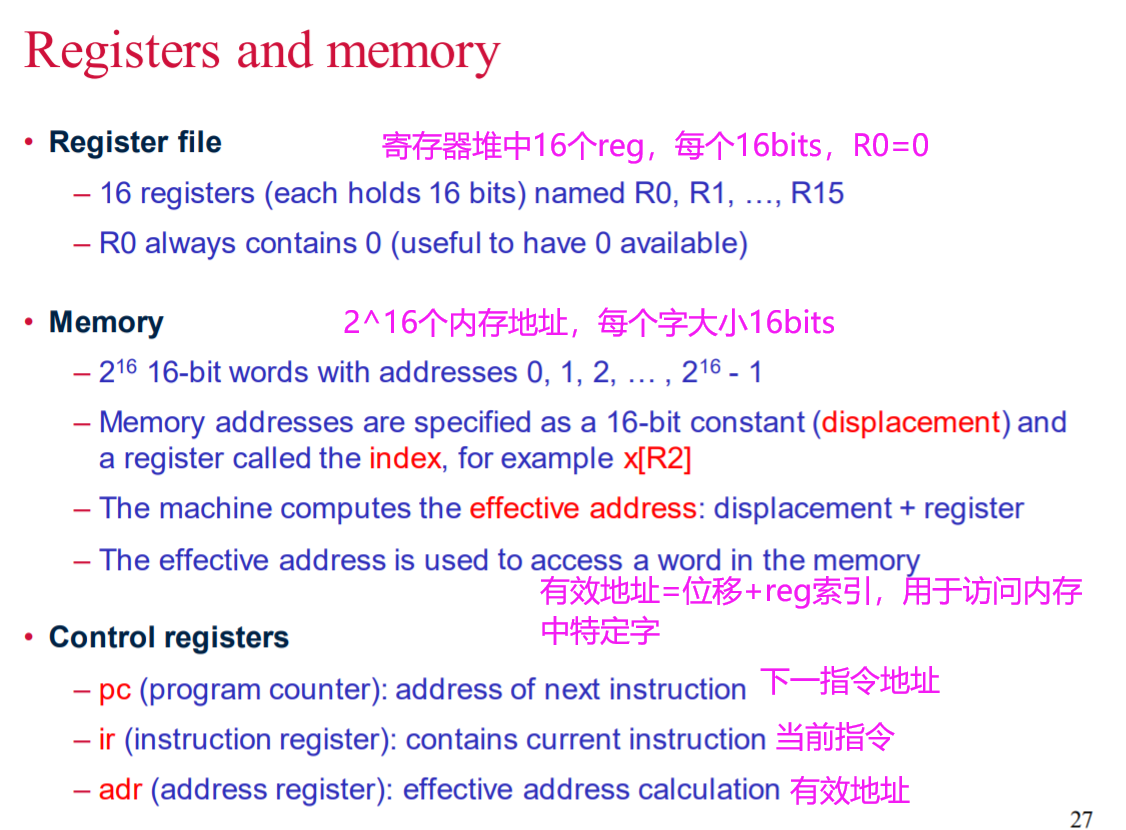 Registers and memory
• Register file
寄存器堆中16个reg，每个16bits，R0=0
– 16 registers (each holds 16 bits) named R0, R1, …, R15
– R0 always contains 0 (useful to have 0 available)
• Memory
2^16个内存地址，每个字大小16bits
– 2¹⁶ 16-bit words with addresses 0, 1, 2, … , 2¹⁶ - 1
– Memory addresses are specified as a 16-bit constant (displacement) and
a register called the index, for example x[R2]
– The machine computes the effective address: displacement + register
– The effective address is used to access a word in the memory
有效地址=位移+reg索引，用于访问内存
中特定字
• Control registers
– pc (program counter): address of next instruction 下一指令地址
– ir (instruction register): contains current instruction 当前指令
– adr (address register): effective address calculation 有效地址
27